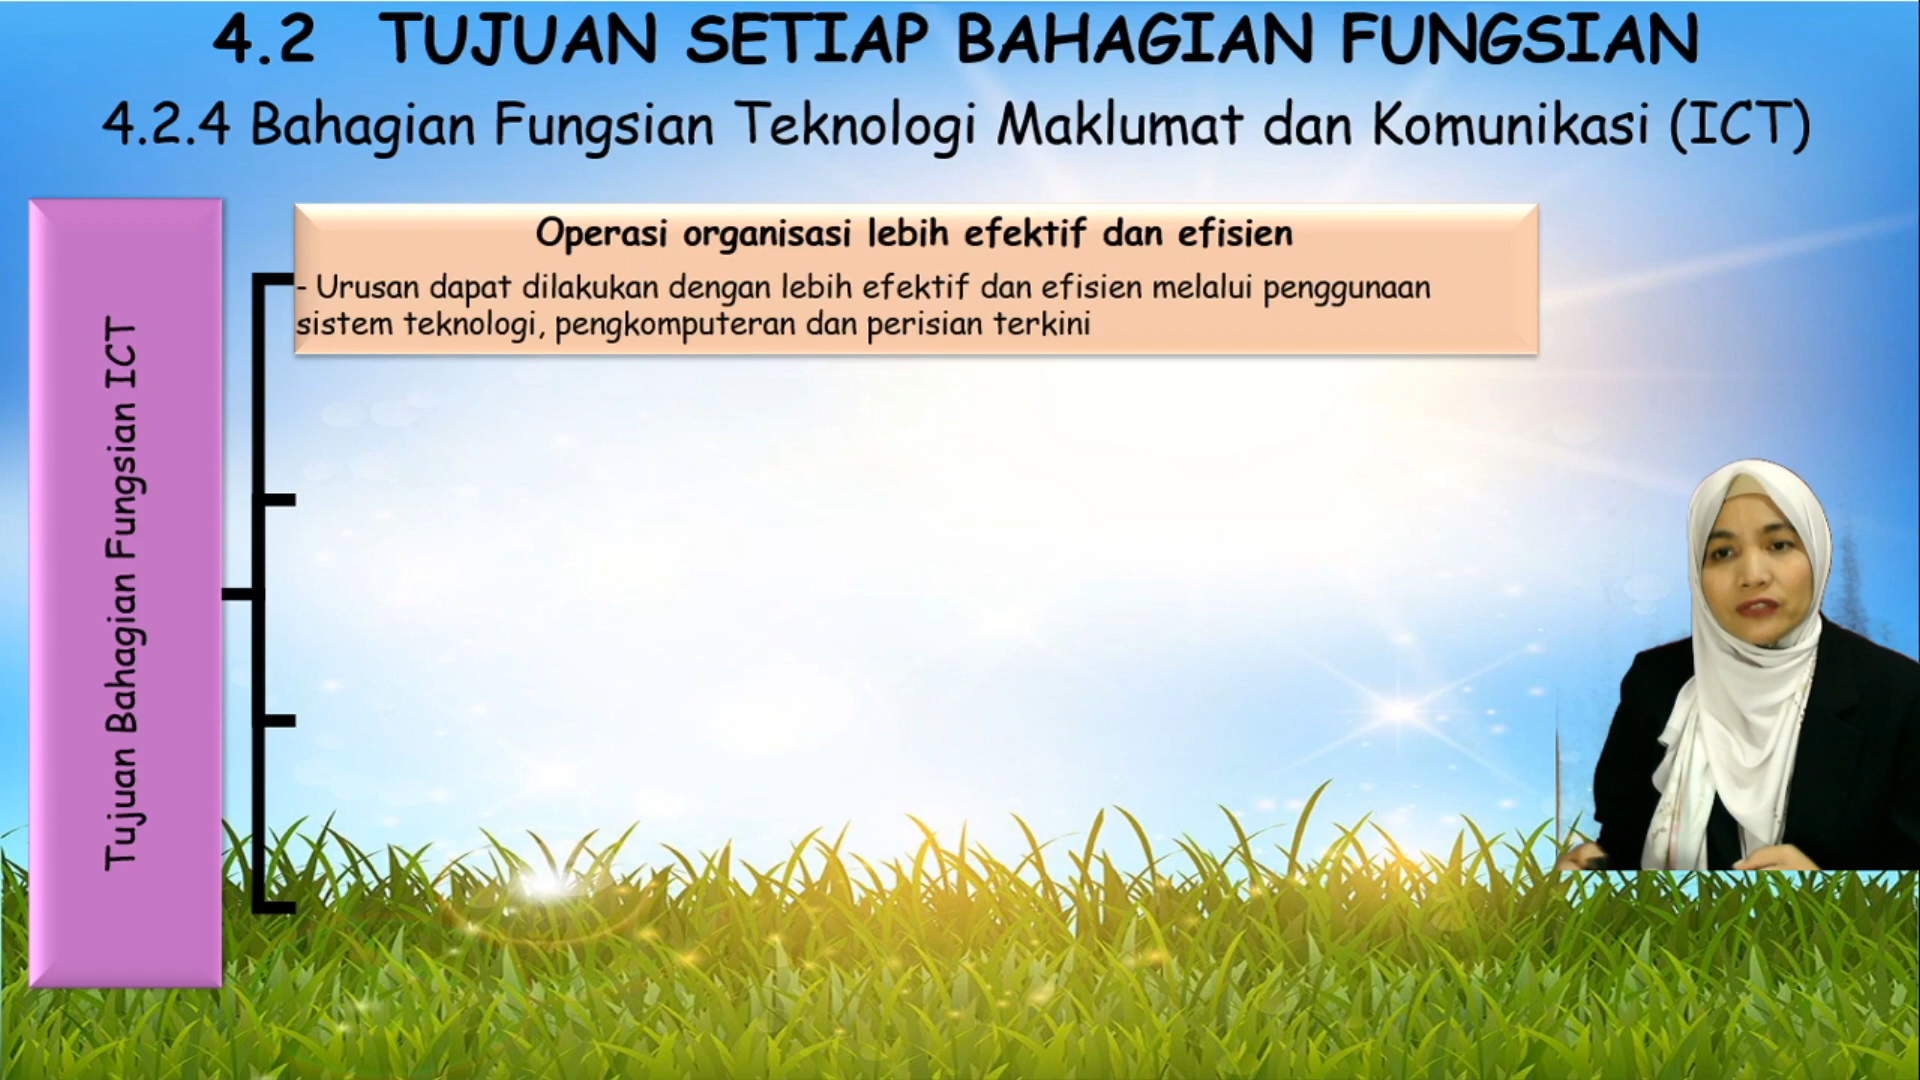 4.2 TUJUAN SETIAP BAHAGIAN FUNGSIAN
4.2.4 Bahagian Fungsian Teknologi Maklumat dan Komunikasi (ICT)
Tujuan Bahagian Fungsian ICT
Operasi organisasi lebih efektif dan efisien
- Urusan dapat dilakukan dengan lebih efektif dan efisien melalui penggunaan
sistem teknologi, pengkomputeran dan perisian terkini